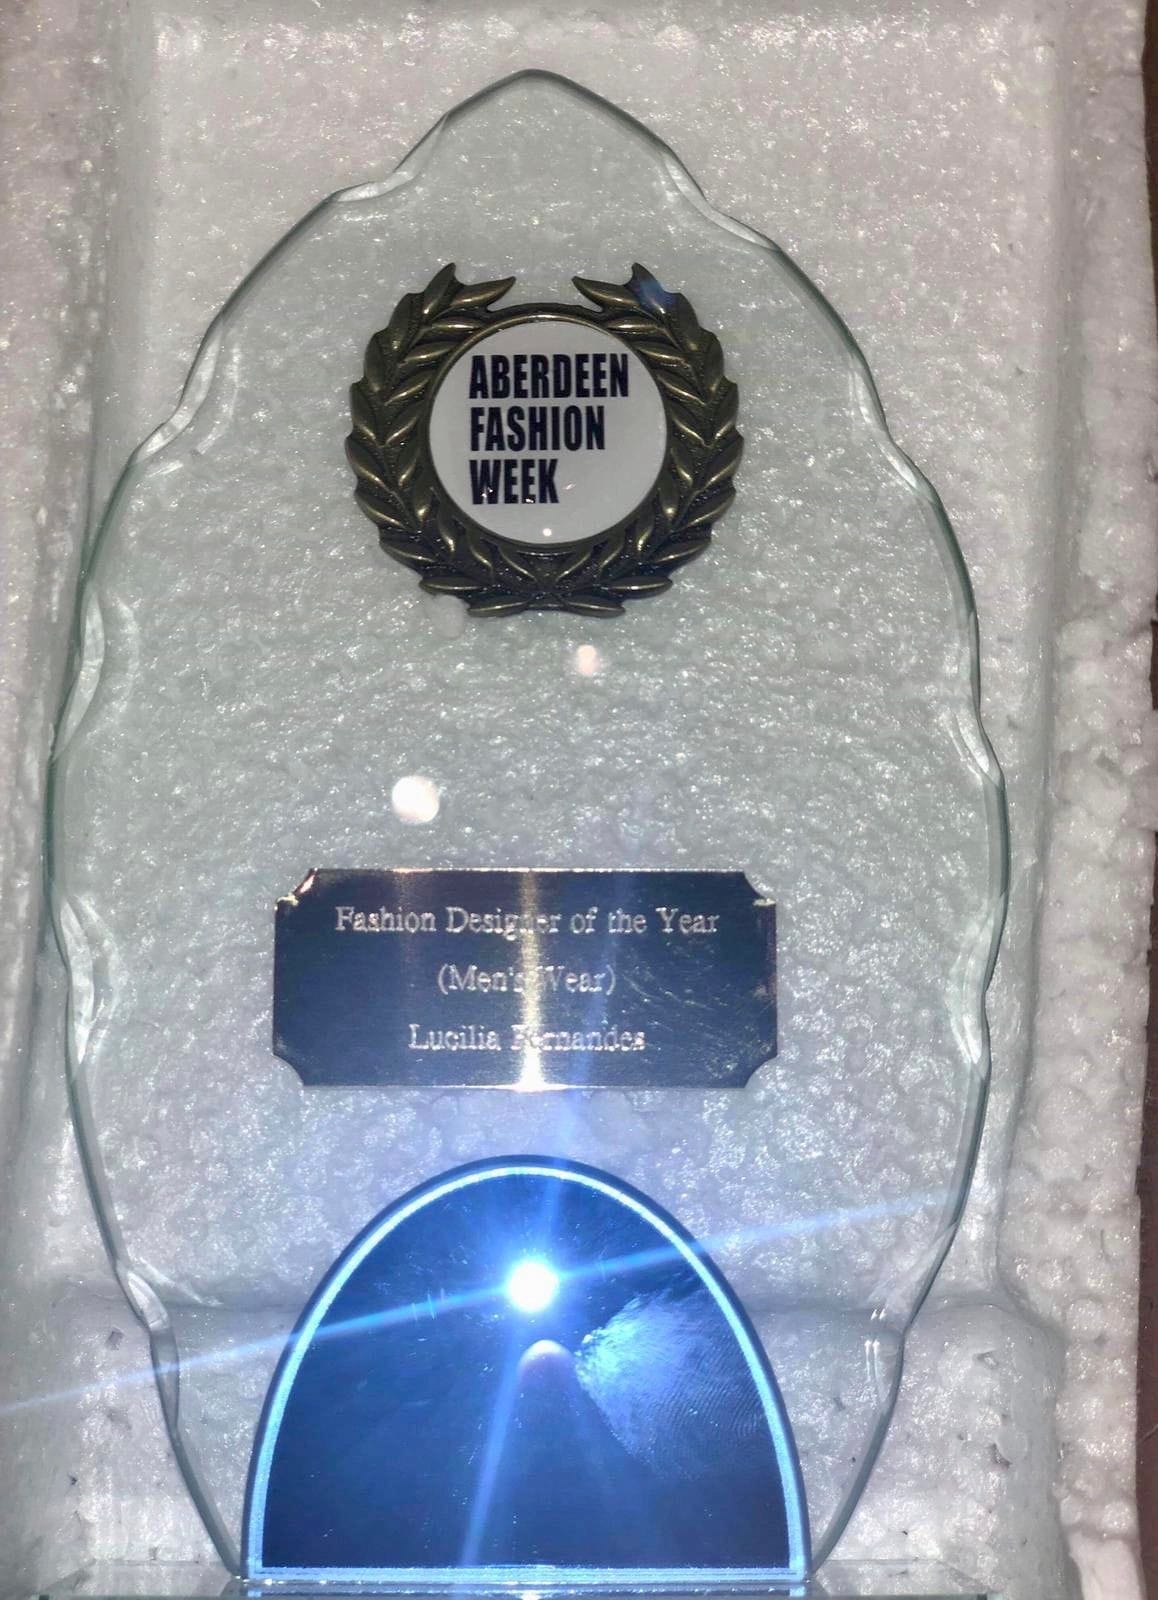 ABERDEEN
FASHION
WEEK
Fashion Designer of the Year
(Men's Wear)
Lucilia Fernandes